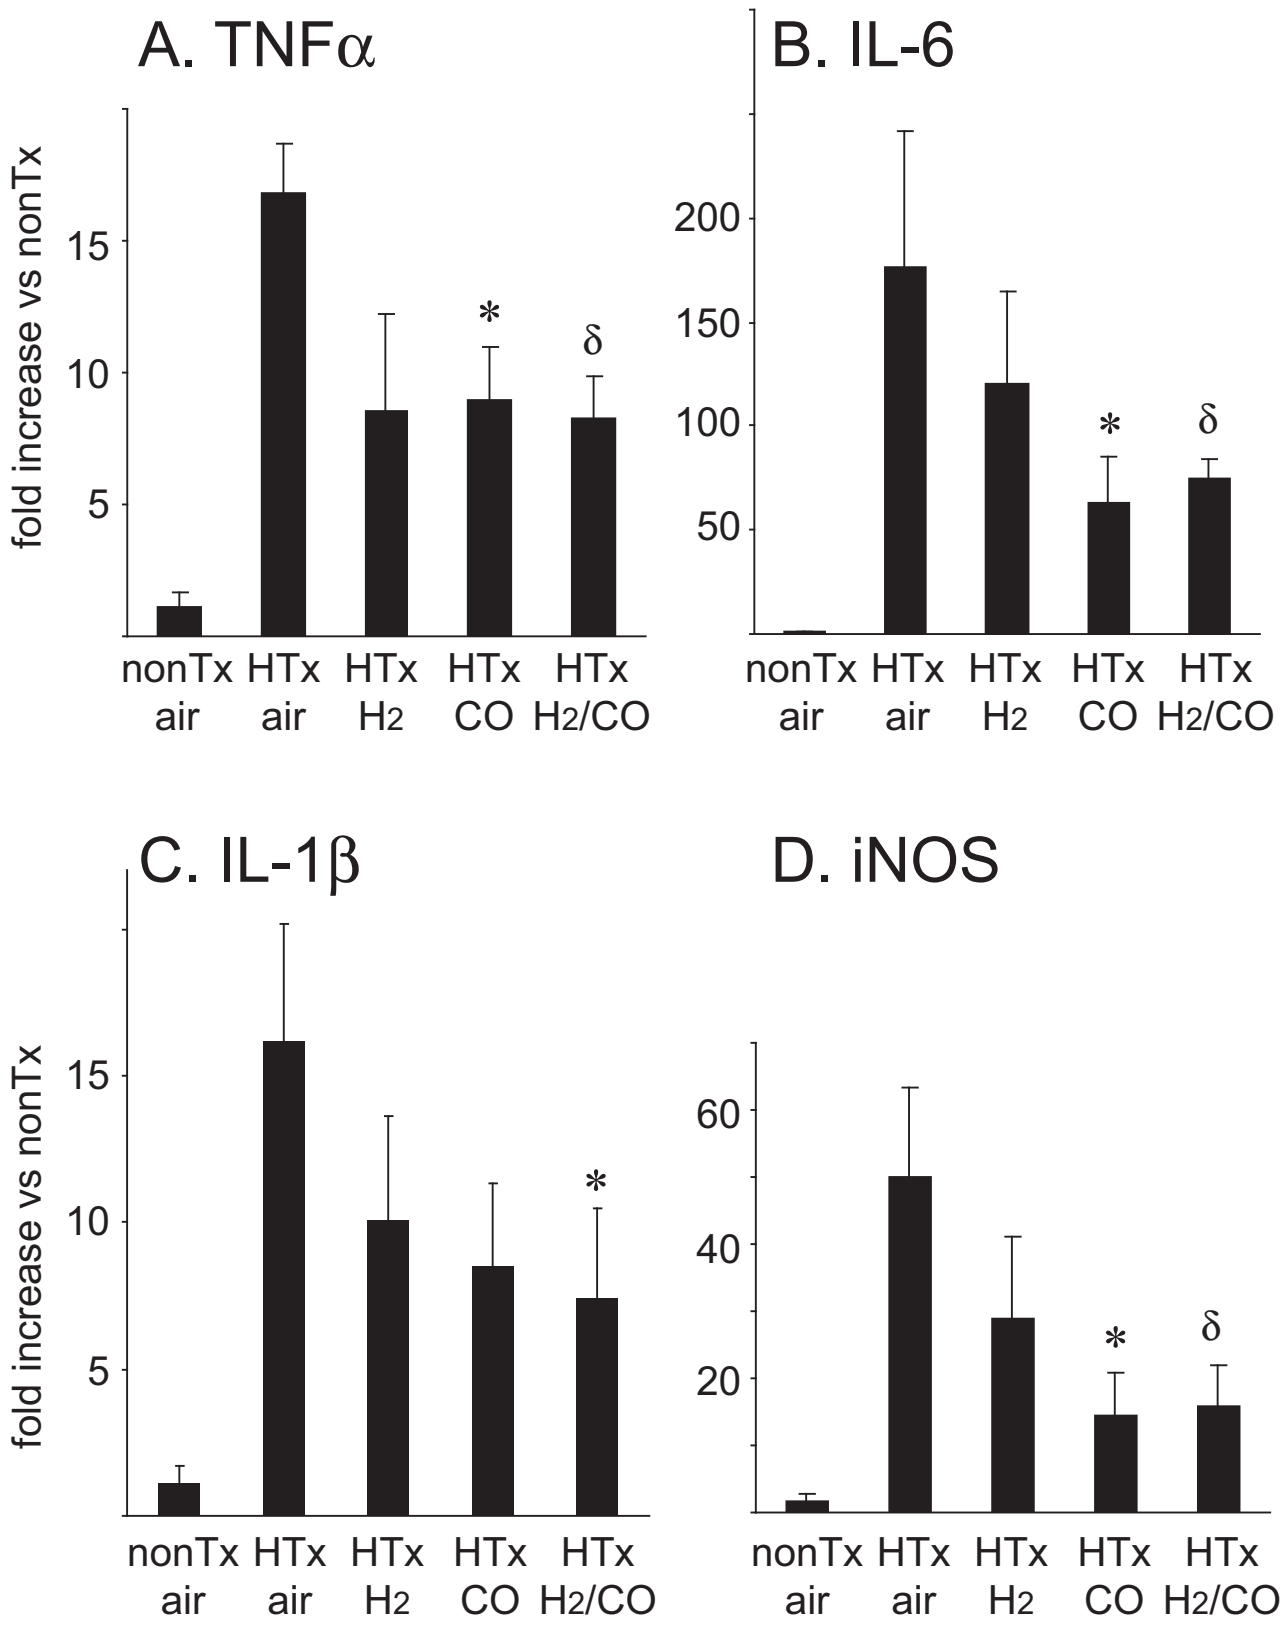 A. TNFα
fold increase vs nonTx
15
10
5
nonTx HTx HTx HTx HTx
air air H2 CO H2/CO
*
δ
B. IL-6
200
150
100
50
*
δ
nonTx HTx HTx HTx HTx
air air H2 CO H2/CO
C. IL-1β
fold increase vs nonTx
15
10
5
*
nonTx HTx HTx HTx HTx
air air H2 CO H2/CO
D. iNOS
60
40
20
*
δ
nonTx HTx HTx HTx HTx
air air H2 CO H2/CO